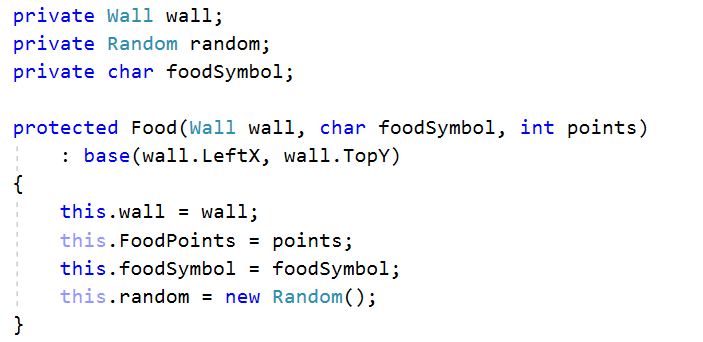 private Wall wall;
private Random random;
private char foodSymbol;
protected Food(Wall wall, char foodSymbol, int points)
: base(wall.LeftX, wall.TopY)
{
this.wall = wall;
this.FoodPoints = points;
this.foodSymbol = foodSymbol;
this.random = new Random();
}